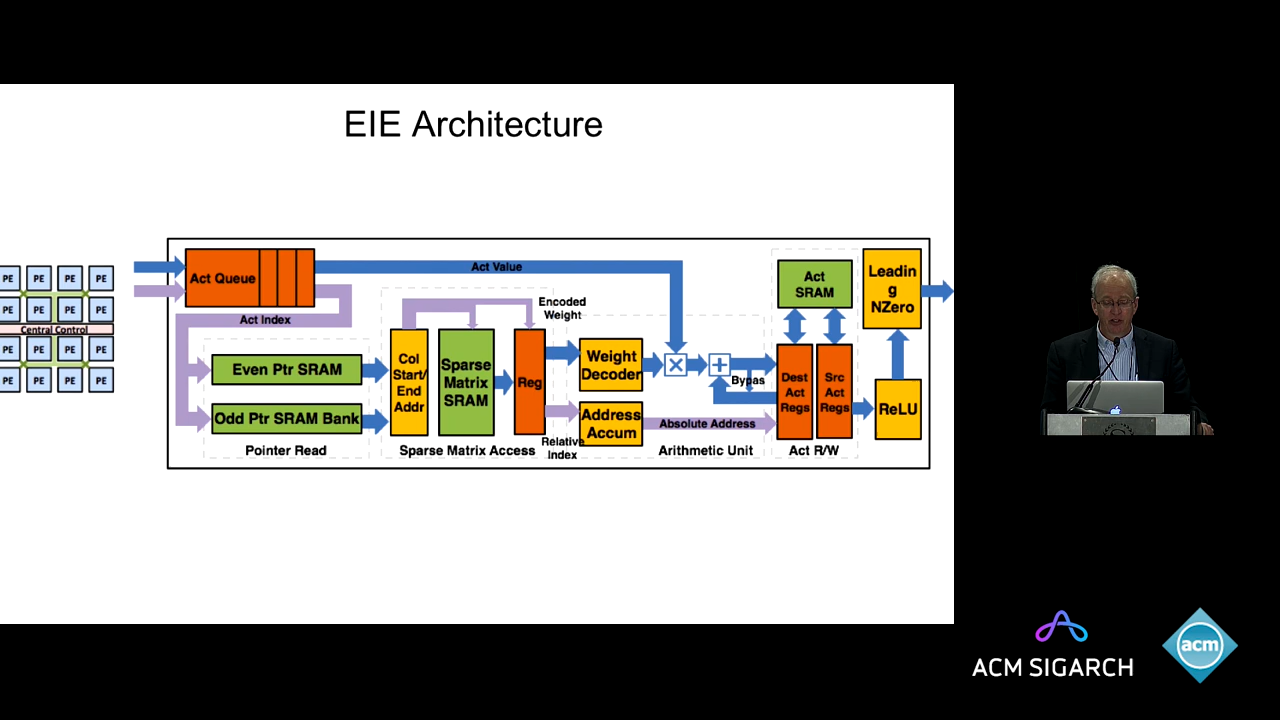 EIE Architecture
PE PE PE PE
PE PE PE PE
Central Control
PE PE PE PE
PE PE PE PE
Act Queue
Act Value
Act Index
Even Ptr SRAM
Odd Ptr SRAM Bank
Pointer Read
Col
Start/
End
Addr
Sparse
Matrix
SRAM
Reg
Encoded
Weight
Relative
Index
Sparse Matrix Access
Weight
Decoder
Address
Accum
Bypas
Absolute Address
Arithmetic Unit
Act
SRAM
Dest
Act
Regs
Src
Act
Regs
Act R/W
Leadin
g
NZero
ReLU
ACM SIGARCH
acm